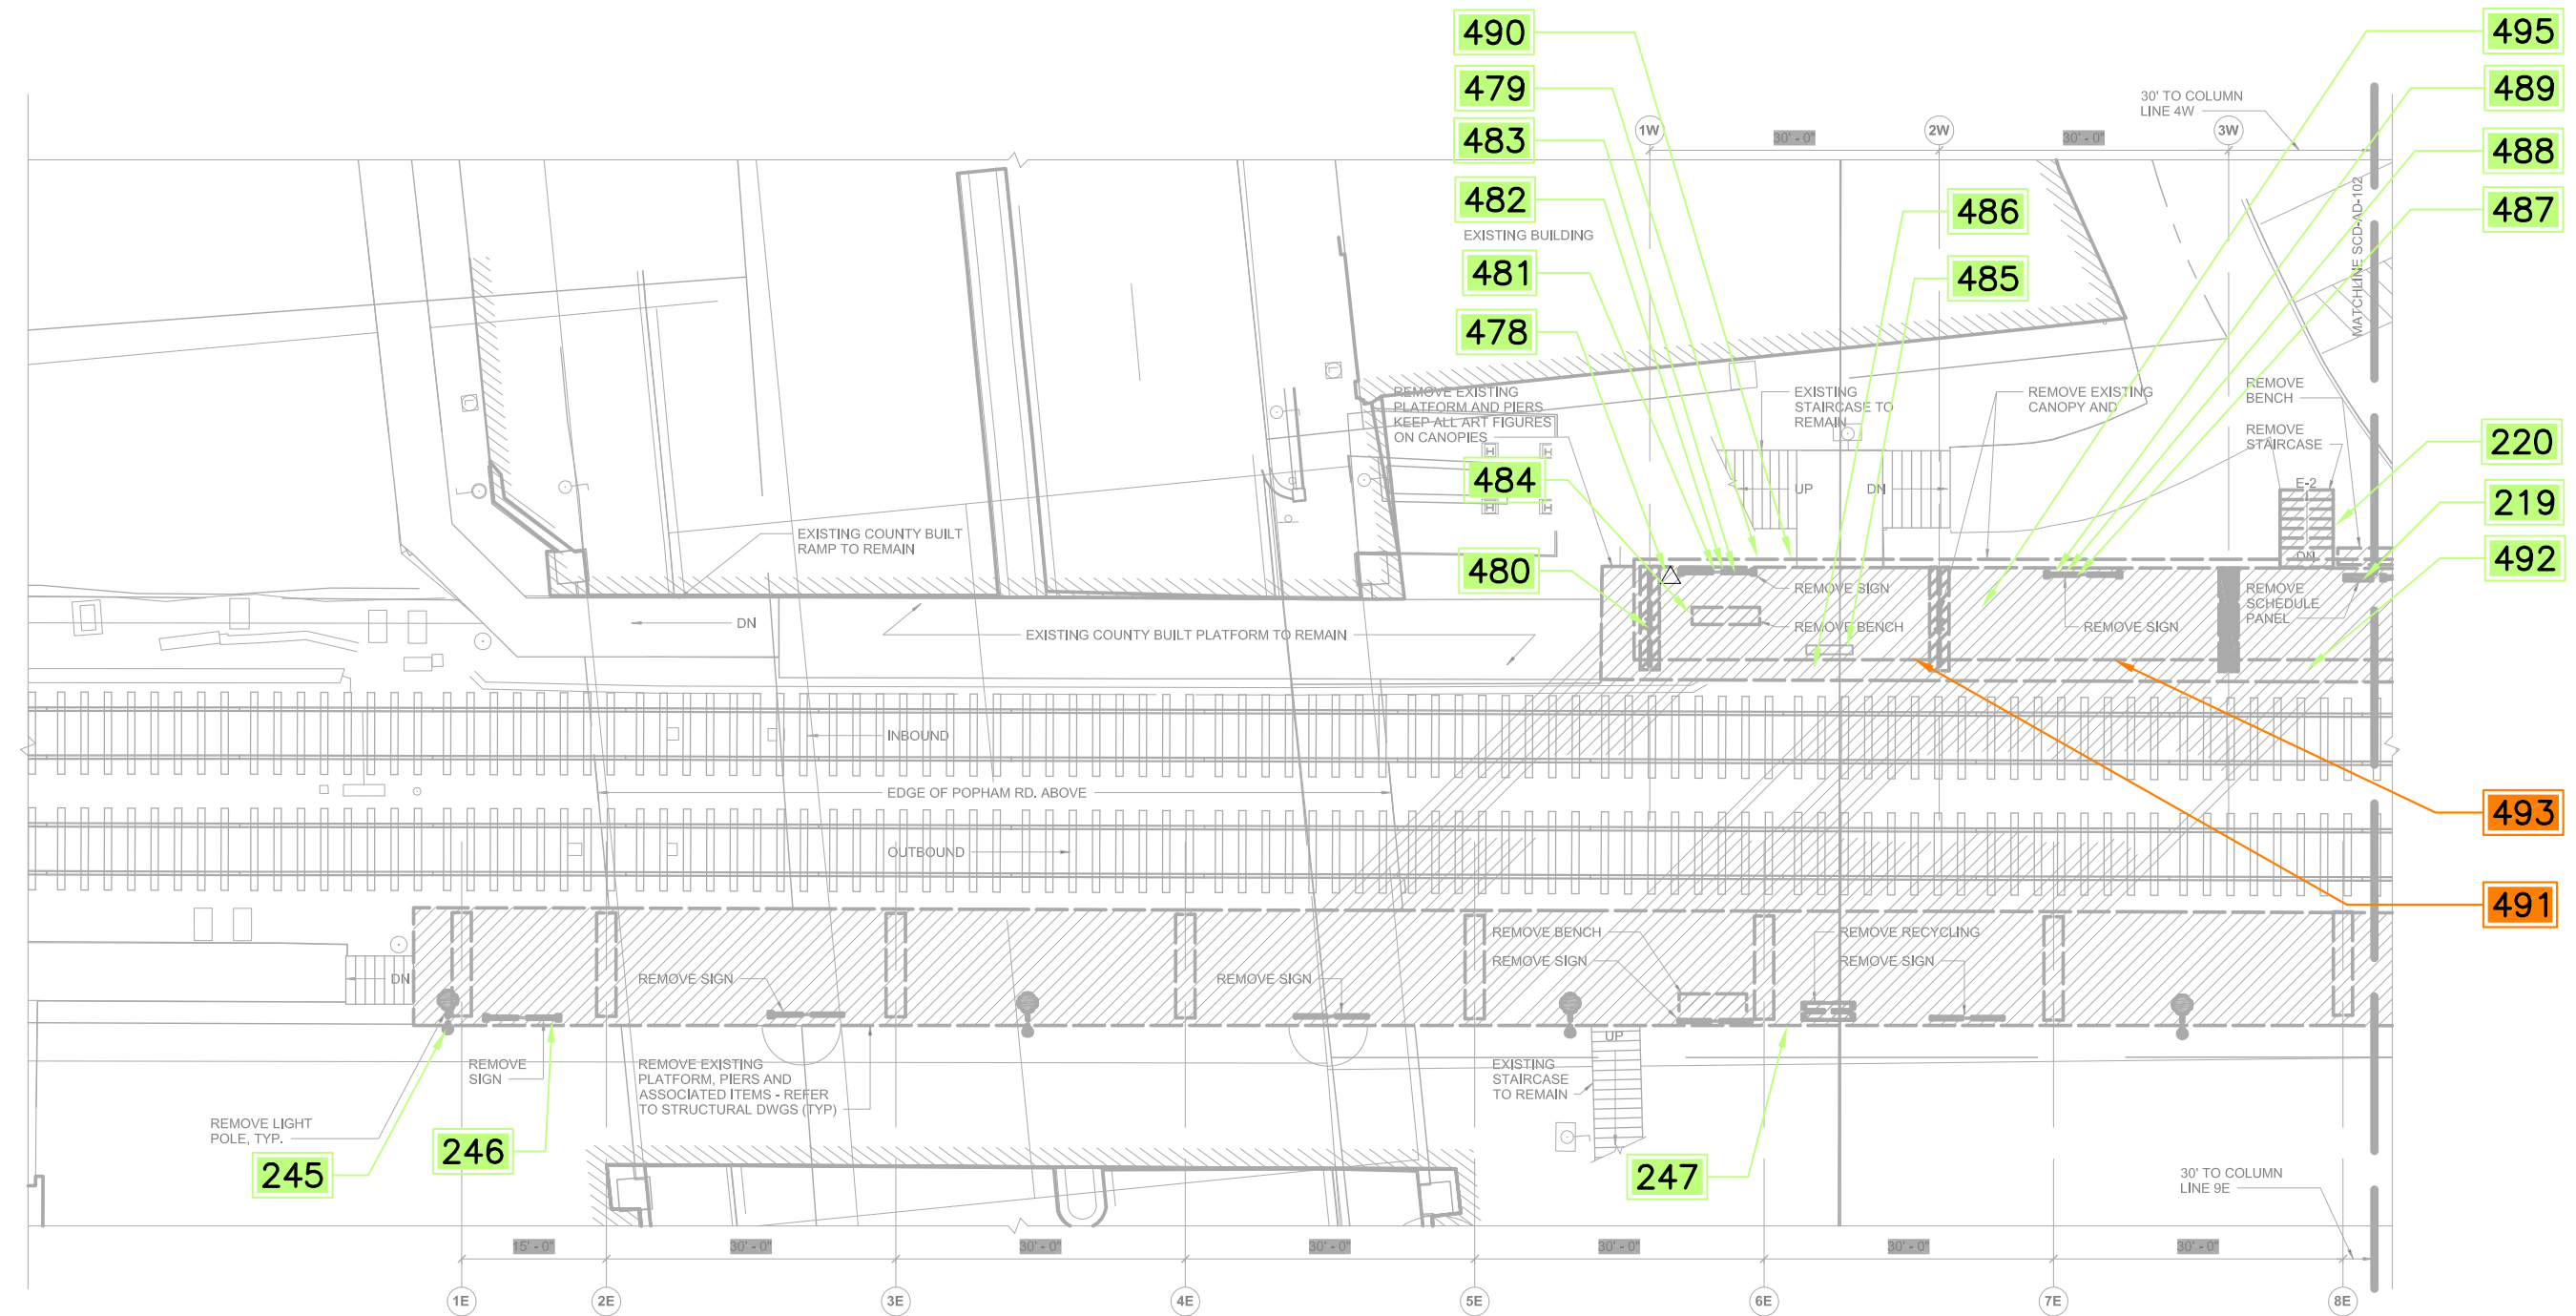 490
495
479
489
30' TO COLUMN
LINE 4W
1W
30' - 0"
2W
30' - 0"
3W
483
488
482
486
487
EXISTING BUILDING
MATCHLINE SCD-AD-102
481
485
478
REMOVE EXISTING
PLATFORM AND PIERS
KEEP ALL ART FIGURES
ON CANOPIES
EXISTING
STAIRCASE TO
REMAIN
REMOVE EXISTING
CANOPY AND
REMOVE
BENCH
REMOVE
STAIRCASE
220
484
UP
DN
E-2
219
EXISTING COUNTY BUILT
RAMP TO REMAIN
DN
492
480
REMOVE SIGN
REMOVE
SCHEDULE
PANEL
DN
EXISTING COUNTY BUILT PLATFORM TO REMAIN
REMOVE BENCH
REMOVE SIGN
INBOUND
EDGE OF POPHAM RD. ABOVE
493
OUTBOUND
491
REMOVE BENCH
REMOVE RECYCLING
DN
REMOVE SIGN
REMOVE SIGN
REMOVE SIGN
REMOVE SIGN
UP
REMOVE
SIGN
REMOVE EXISTING
PLATFORM, PIERS AND
ASSOCIATED ITEMS - REFER
TO STRUCTURAL DWGS (TYP)
EXISTING
STAIRCASE
TO REMAIN
REMOVE LIGHT
POLE, TYP.
245
246
247
30' TO COLUMN
LINE 9E
15' - 0"
30' - 0"
30' - 0"
30' - 0"
30' - 0"
30' - 0"
30' - 0"
1E
2E
3E
4E
5E
6E
7E
8E